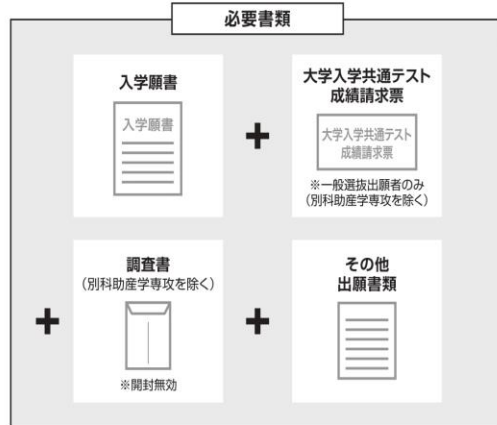 必要書類
入学願書
入学願書
+
大学入学共通テスト
成績請求票
大学入学共通テスト
成績請求票
※一般選抜出願者のみ
(別科助産学専攻を除く)
+
調査書
(別科助産学専攻を除く)
※開封無効
+
その他
出願書類